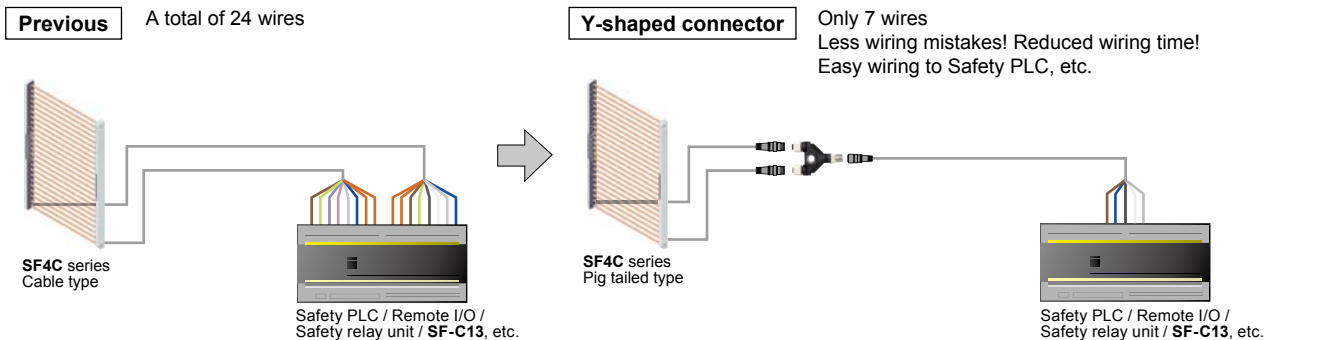 Previous
A total of 24 wires
SF4C series
Cable type
Safety PLC / Remote I/O /
Safety relay unit / SF-C13, etc.
Y-shaped connector
Only 7 wires
Less wiring mistakes! Reduced wiring time!
Easy wiring to Safety PLC, etc.
SF4C series
Pig tailed type
Safety PLC / Remote I/O /
Safety relay unit / SF-C13, etc.